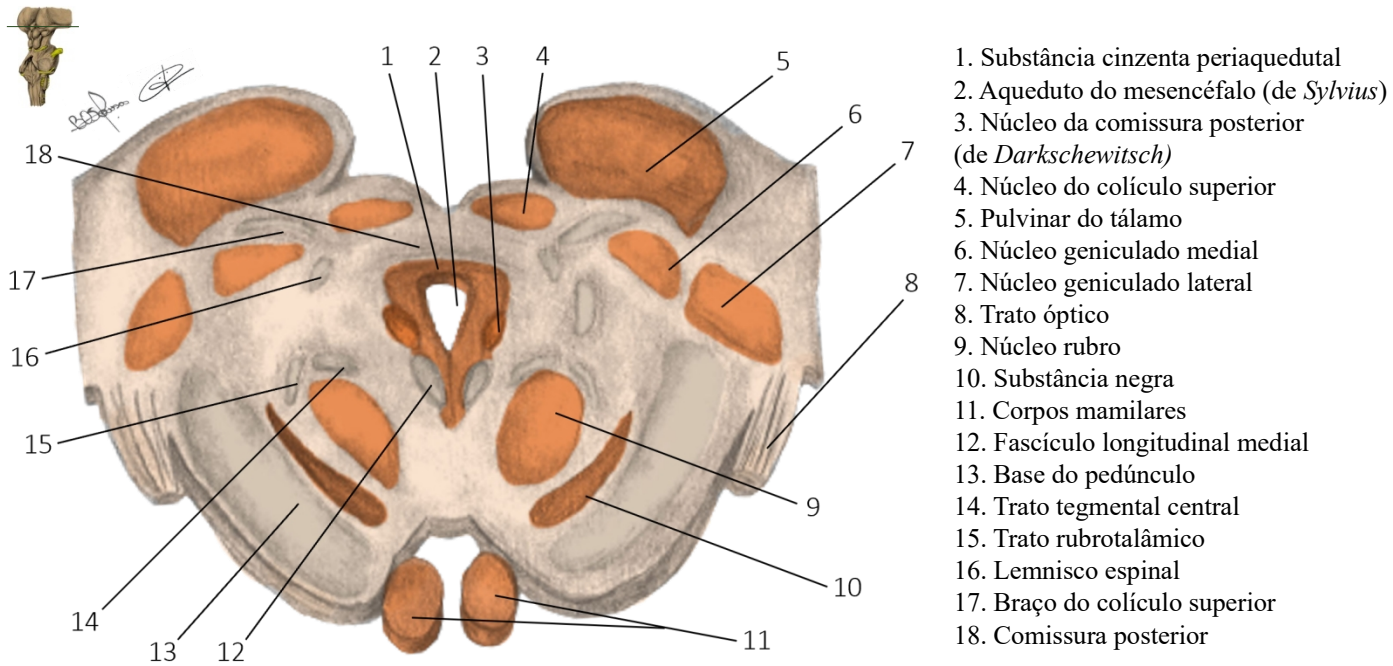 1 2 3 4 5
6
7
8
9
10
11
12
13
14
15
16
17
18
1. Substância cinzenta periaquedutal
2. Aqueduto do mesencéfalo (de Sylvius)
3. Núcleo da comissura posterior
(de Darkschewitsch)
4. Núcleo do colículo superior
5. Pulvinar do tálamo
6. Núcleo geniculado medial
7. Núcleo geniculado lateral
8. Trato óptico
9. Núcleo rubro
10. Substância negra
11. Corpos mamilares
12. Fascículo longitudinal medial
13. Base do pedúnculo
14. Trato tegmental central
15. Trato rubrotalâmico
16. Lemnisco espinal
17. Braço do colículo superior
18. Comissura posterior